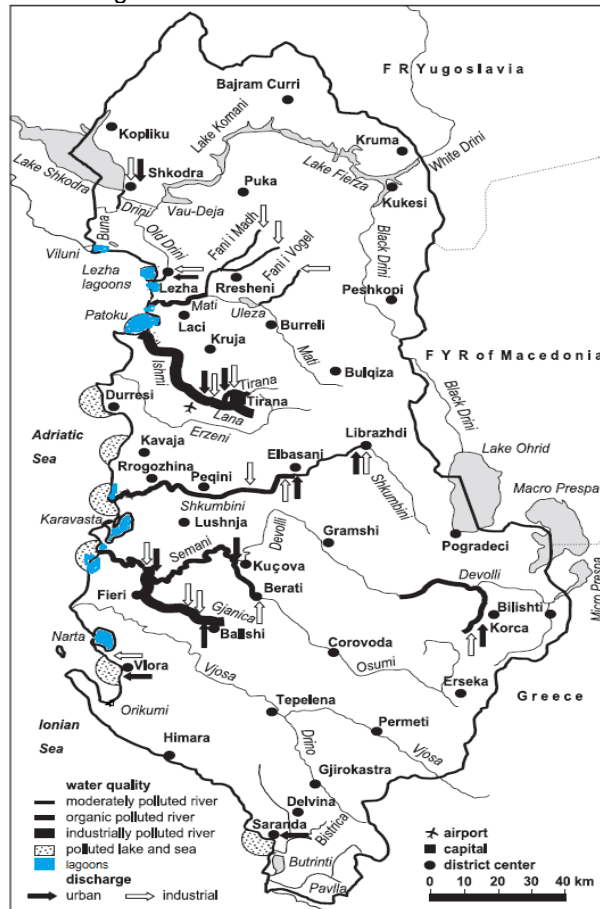 FR Yugoslavia
Bajram Curri
Kopliku
Lake Komani
Kruma
Lake Shkodra
Shkodra
Lake Fierza
White Drini
Puka
Kukesi
Drini
Vau-Deja
Buna
Old Drini
Fani i Madh
Fani i Vogel
Black Drini
Viluni
Lezha
lagoons
Lezha
Rresheni
Peshkopi
Patoku
Mati
Uleza
Laci
Burreli
Kruja
Mati
FYR of Macedonia
Ishmi
Bulqiza
Tirana
Tirana
Durresi
Lana
Erzeni
Black Drini
Adriatic
Sea
Kavaja
Librazhdi
Lake Ohrid
Elbasani
Rrogozhina
Peqini
Macro Prespa
Shkumbini
Shkumbini
Karavasta
Lushnja
Devolli
Gramshi
Pogradeci
Semani
Kuçova
Devolli
Micro Prespa
Fieri
Gjanica
Berati
Bilishti
Ballshi
Korca
Narta
Corovoda
Vlora
Vjosa
Osumi
Erseka
Orikumi
Tepelena
Greece
Ionian
Sea
Himara
Drino
Permeti
Vjosa
Gjirokastra
water quality
moderately polluted river
organic polluted river
industrially polluted river
polluted lake and sea
lagoons
discharge
urban
industrial
Delvina
Saranda
Bistrica
Butrinti
Pavlla
airport
capital
district center
0 20 40 km